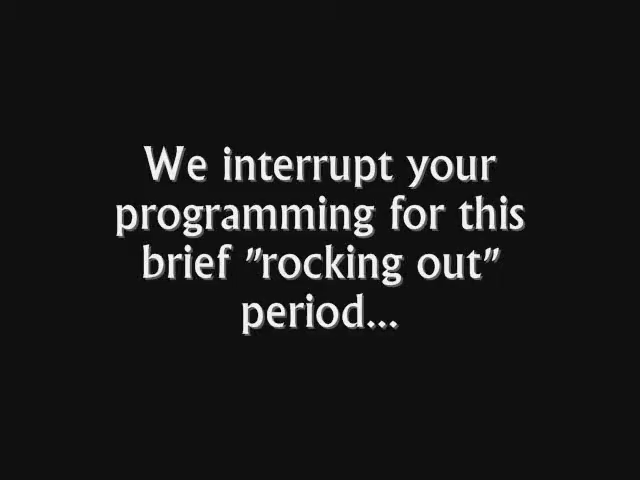 We interrupt your
programming for this
brief "rocking out"
period...